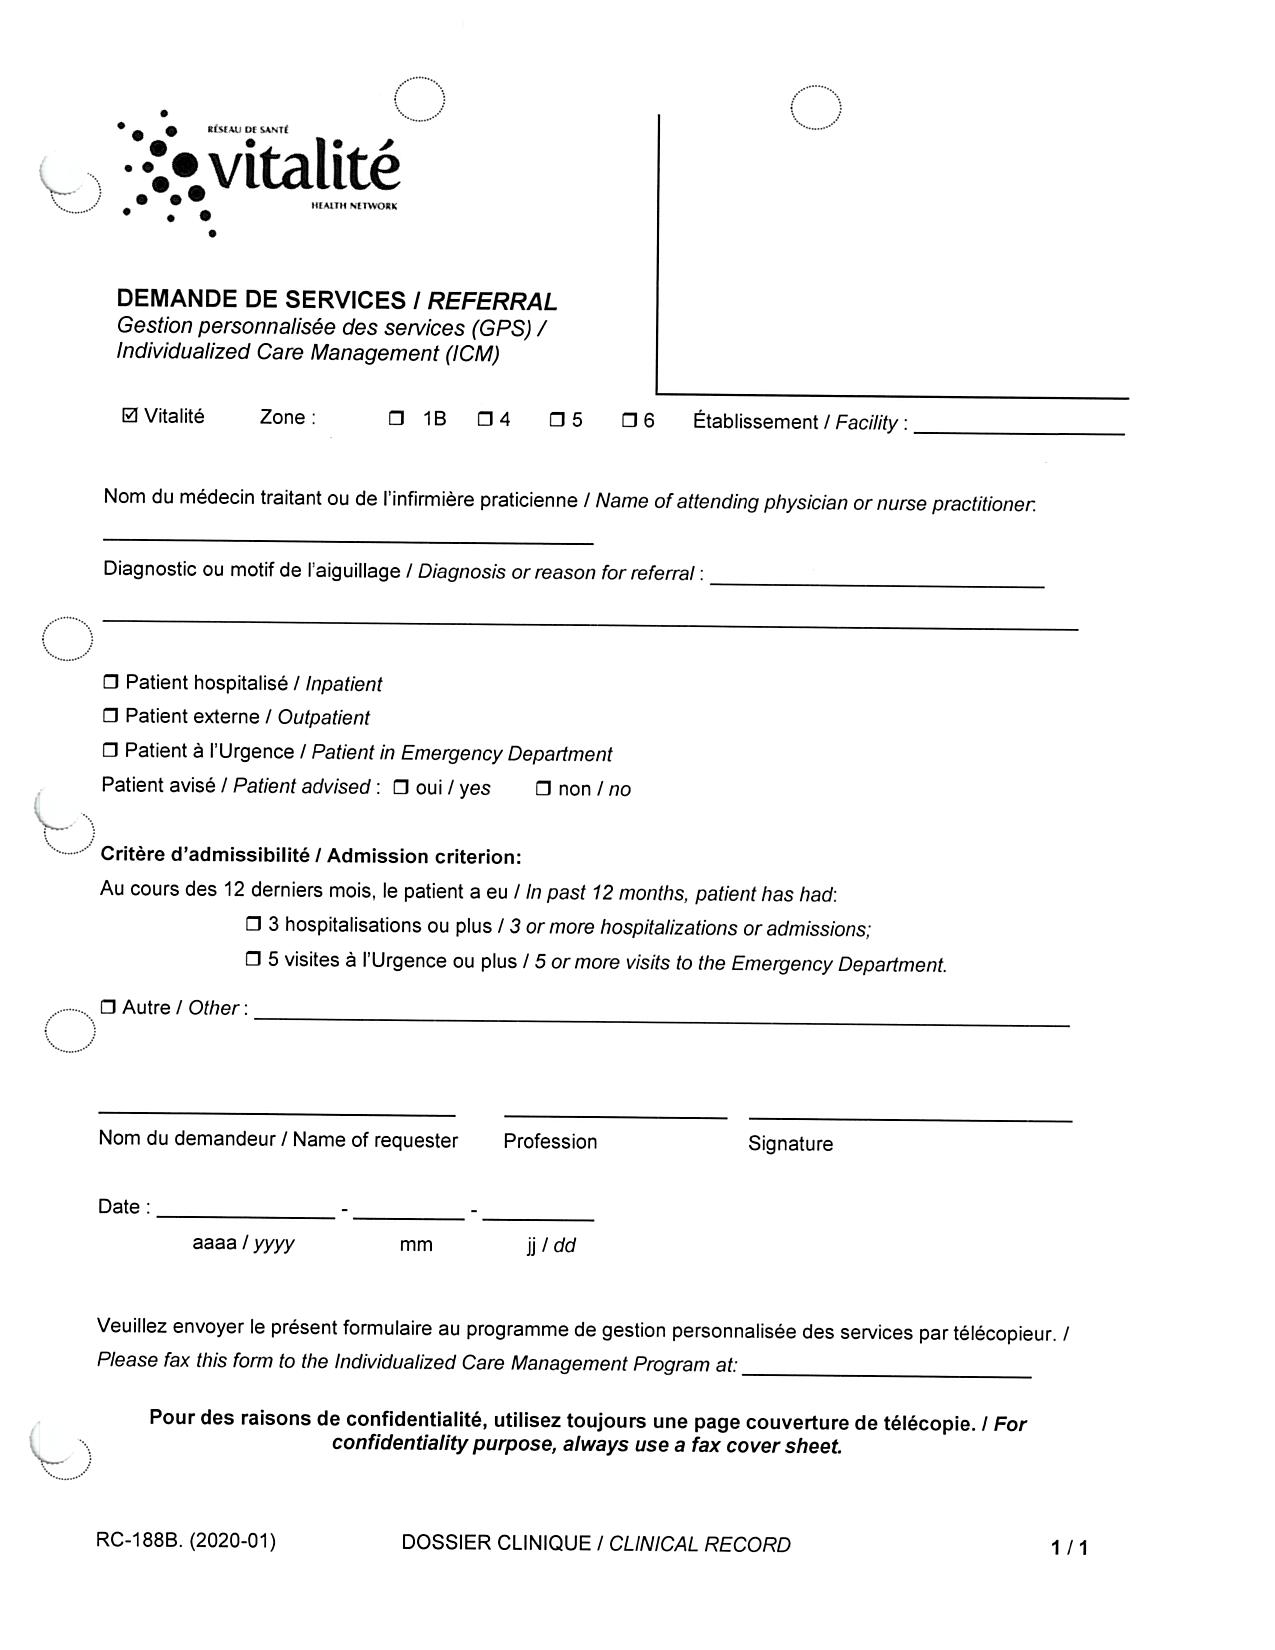 RÉSEAU DE SANTÉ
vitalité
HEALTH NETWORK
DEMANDE DE SERVICES / REFERRAL
Gestion personnalisée des services (GPS) /
Individualized Care Management (ICM)
☑ Vitalité Zone : ☐ 1B ☐ 4 ☐ 5 ☐ 6 Établissement / Facility : ____________________
Nom du médecin traitant ou de l'infirmière praticienne / Name of attending physician or nurse practitioner:
____________________
Diagnostic ou motif de l'aiguillage / Diagnosis or reason for referral : ____________________
____________________
☐ Patient hospitalisé / Inpatient
☐ Patient externe / Outpatient
☐ Patient à l'Urgence / Patient in Emergency Department
Patient avisé / Patient advised : ☐ oui / yes ☐ non / no
Critère d'admissibilité / Admission criterion:
Au cours des 12 derniers mois, le patient a eu / In past 12 months, patient has had:
☐ 3 hospitalisations ou plus / 3 or more hospitalizations or admissions;
☐ 5 visites à l'Urgence ou plus / 5 or more visits to the Emergency Department.
☐ Autre / Other : ____________________
Nom du demandeur / Name of requester Profession Signature
Date : __________ - __________ - __________
aaaa / yyyy mm jj / dd
Veuillez envoyer le présent formulaire au programme de gestion personnalisée des services par télécopieur. /
Please fax this form to the Individualized Care Management Program at: ____________________
Pour des raisons de confidentialité, utilisez toujours une page couverture de télécopie. / For
confidentiality purpose, always use a fax cover sheet.
RC-188B. (2020-01) DOSSIER CLINIQUE / CLINICAL RECORD 1 / 1